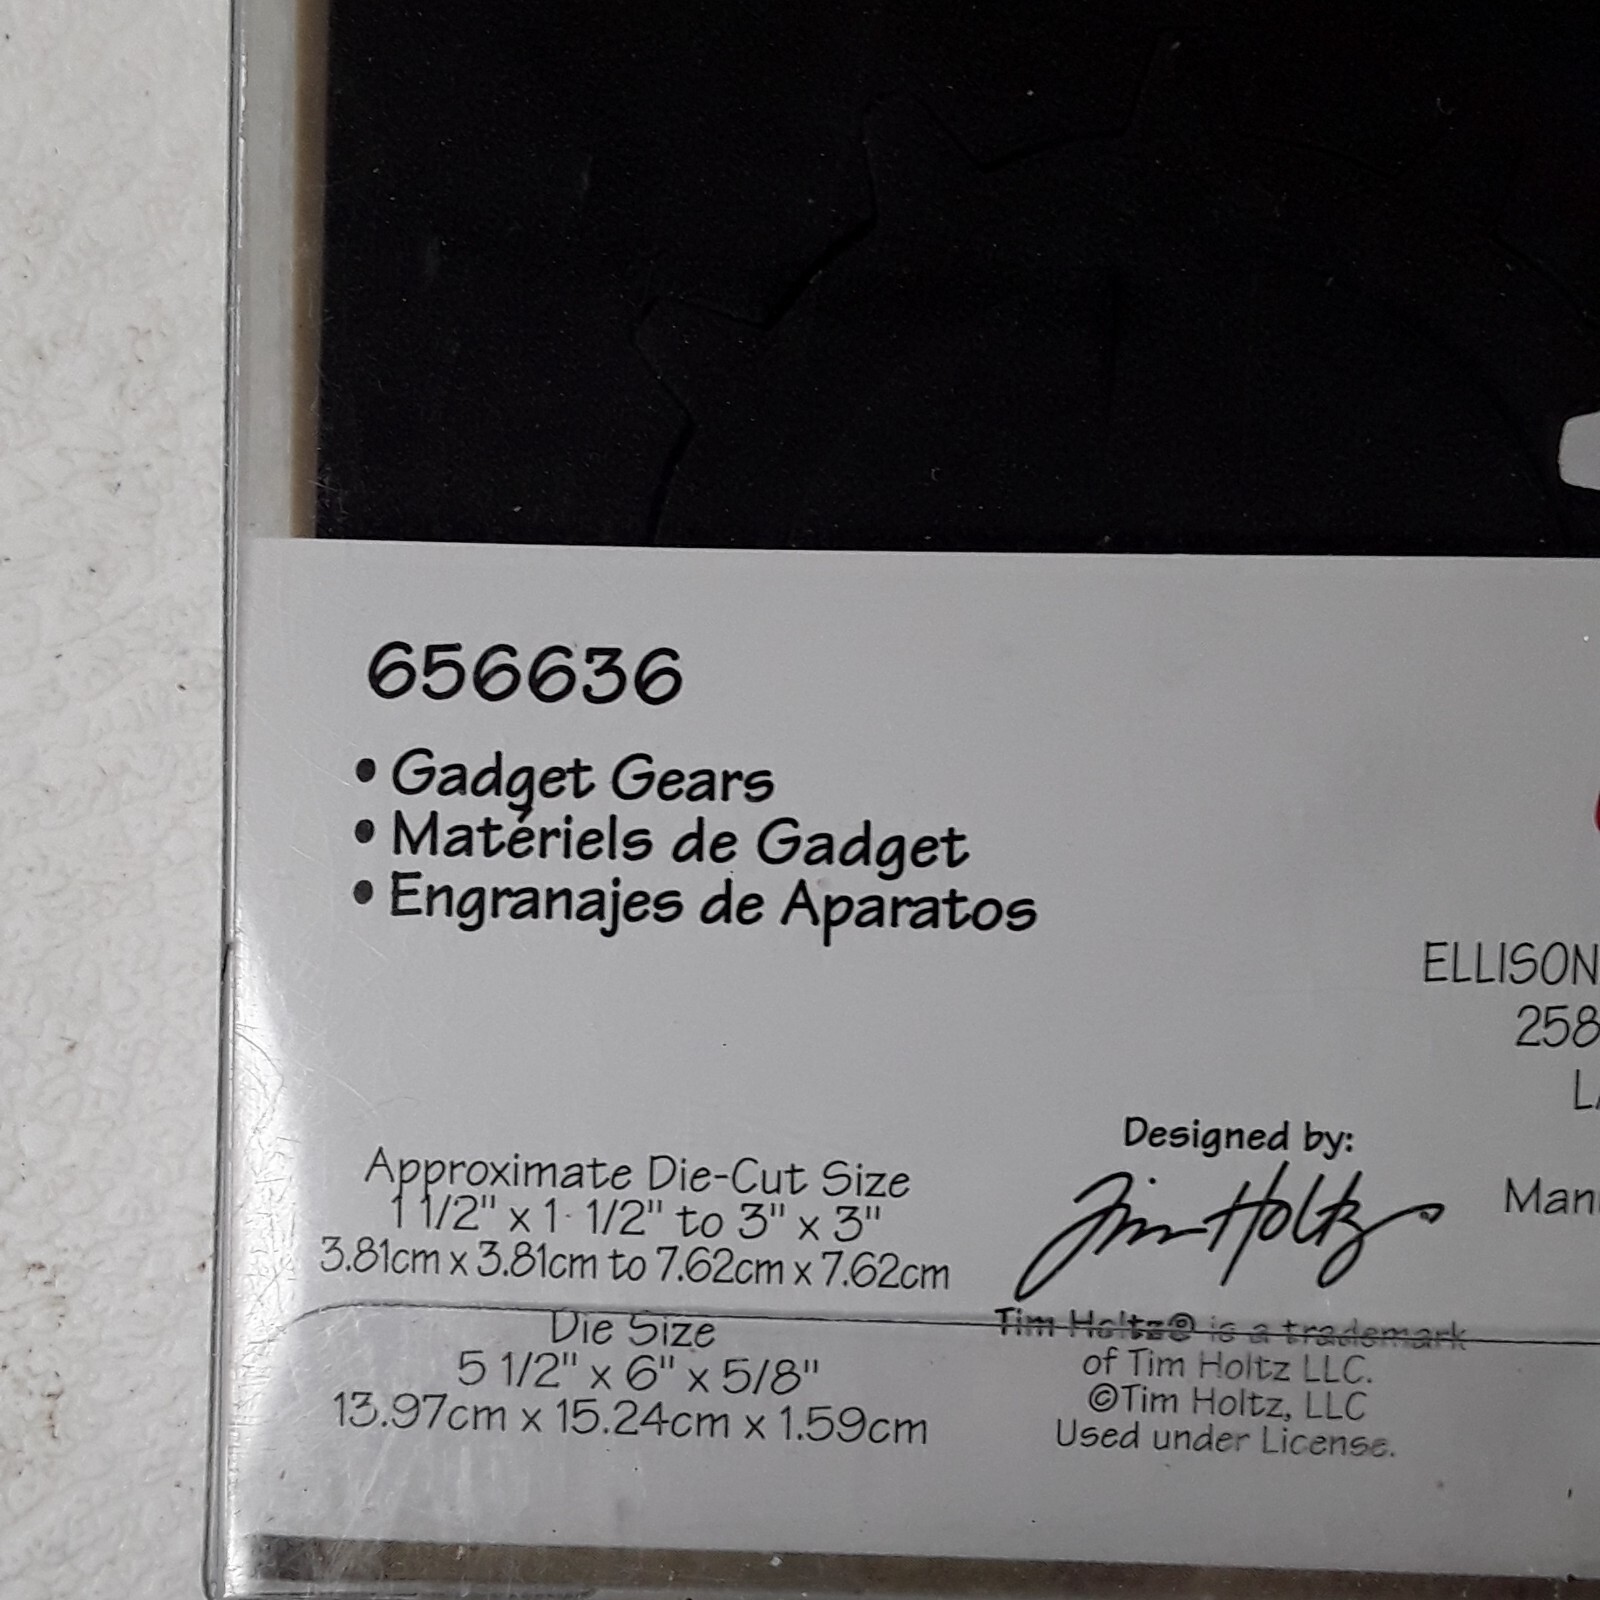 656636
• Gadget Gears
• Matériels de Gadget
• Engranajes de Aparatos
ELLISON
258
Designed by:
Tim Holtz
Approximate Die-Cut Size
1 1/2" x 1 1/2" to 3" x 3"
3.81cm x 3.81cm to 7.62cm x 7.62cm
Die Size
5 1/2" x 6" x 5/8"
13.97cm x 15.24cm x 1.59cm
Tim Holtz® is a trademark
of Tim Holtz LLC.
©Tim Holtz, LLC
Used under License.